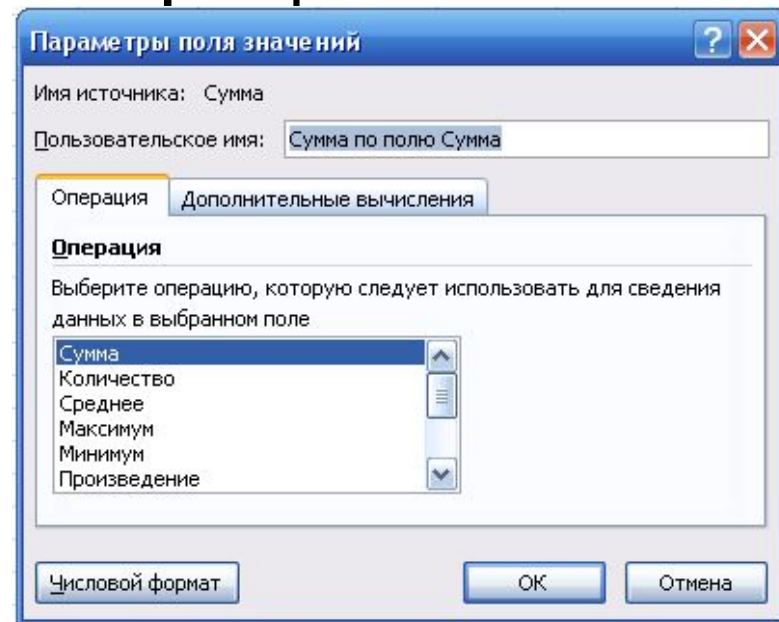 Параметры поля значений
Имя источника: Сумма
Пользовательское имя: Сумма по полю Сумма
Операция Дополнительные вычисления
Операция
Выберите операцию, которую следует использовать для сведения
данных в выбранном поле
Сумма
Количество
Среднее
Максимум
Минимум
Произведение
Числовой формат ОК Отмена